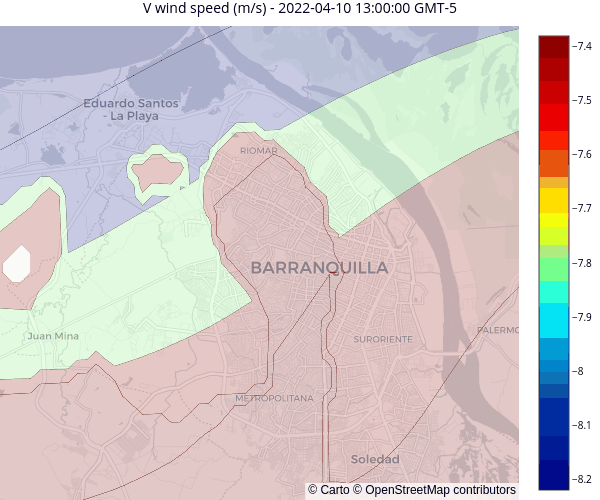 V wind speed (m/s) - 2022-04-10 13:00:00 GMT-5
Eduardo Santos
- La Playa
RIOMAR
BARRANQUILLA
Juan Mina
SURORIENTE
PALERMO
METROPOLITANA
Soledad
© Carto © OpenStreetMap contributors
−7.4
−7.5
−7.6
−7.7
−7.8
−7.9
−8
−8.1
−8.2